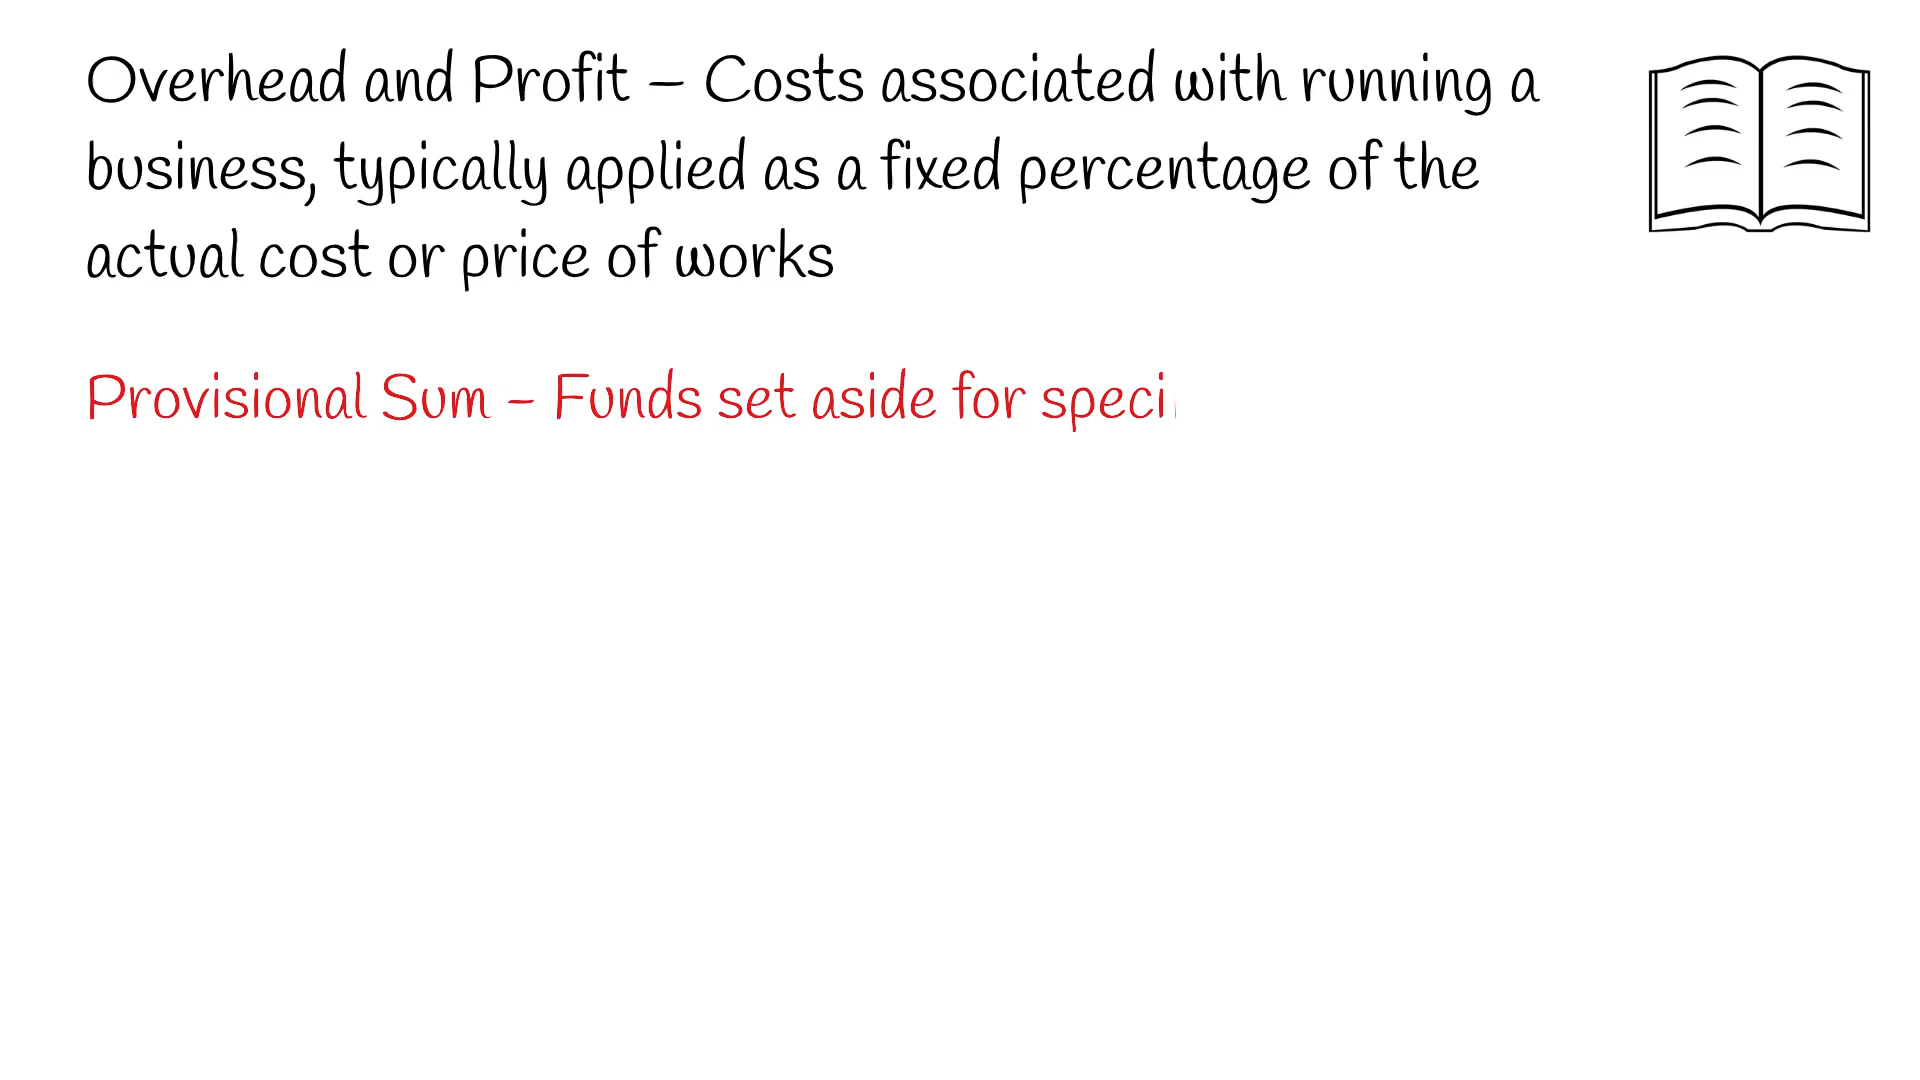 Overhead and Profit – Costs associated with running a
business, typically applied as a fixed percentage of the
actual cost or price of works
Provisional Sum - Funds set aside for speci